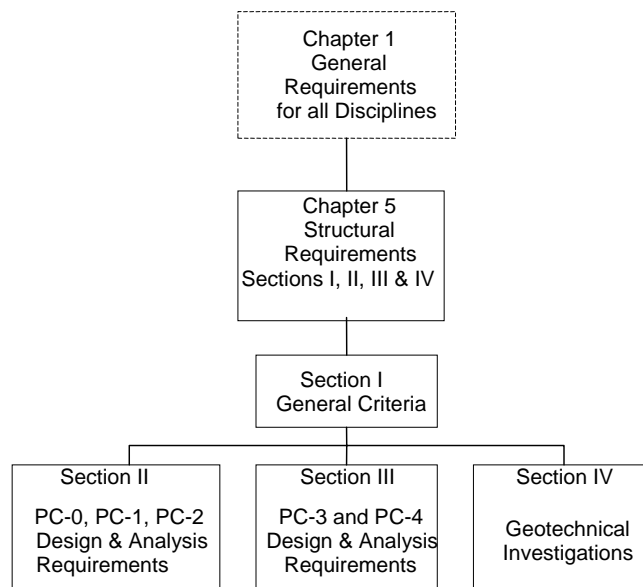 Chapter 1
General
Requirements
for all Disciplines
Chapter 5
Structural
Requirements
Sections I, II, III & IV
Section I
General Criteria
Section II
PC-0, PC-1, PC-2
Design & Analysis
Requirements
Section III
PC-3 and PC-4
Design & Analysis
Requirements
Section IV
Geotechnical
Investigations